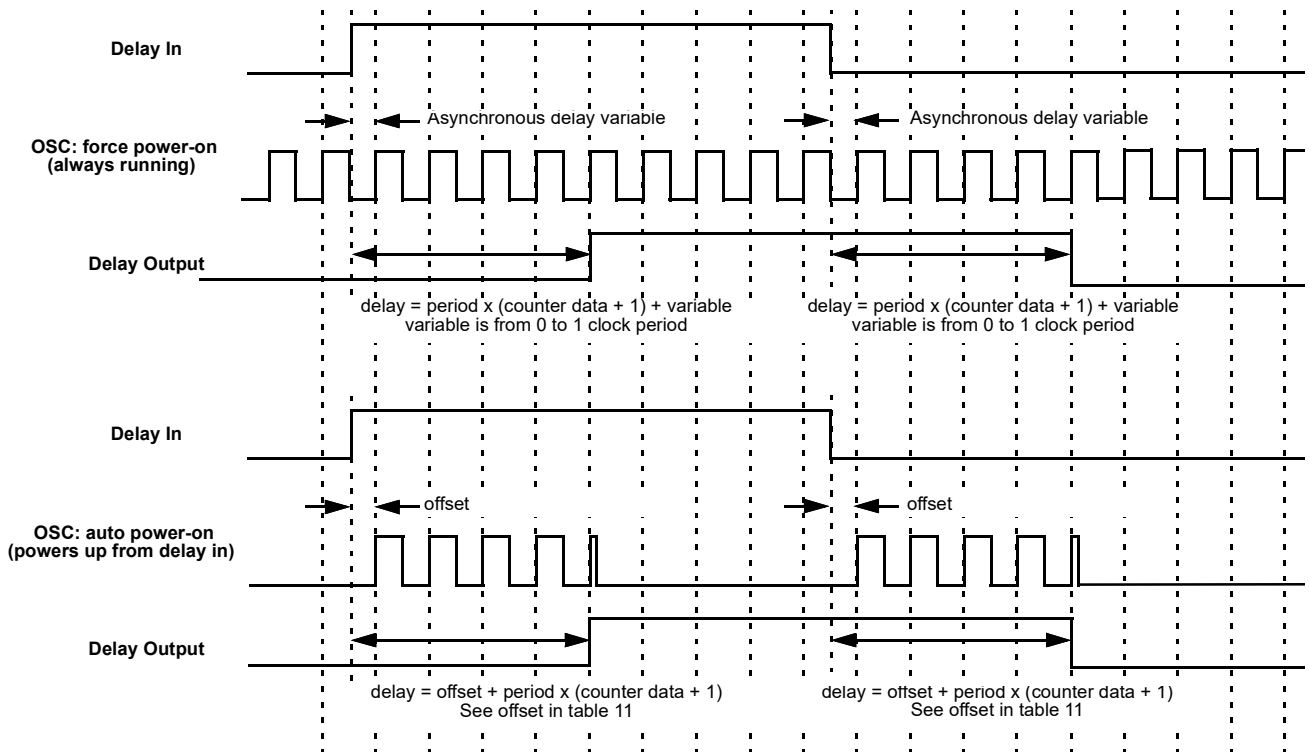 Delay In
Asynchronous delay variable
Asynchronous delay variable
OSC: force power-on
(always running)
Delay Output
delay = period x (counter data + 1) + variable
variable is from 0 to 1 clock period
delay = period x (counter data + 1) + variable
variable is from 0 to 1 clock period
Delay In
offset
offset
OSC: auto power-on
(powers up from delay in)
Delay Output
delay = offset + period x (counter data + 1)
See offset in table 11
delay = offset + period x (counter data + 1)
See offset in table 11